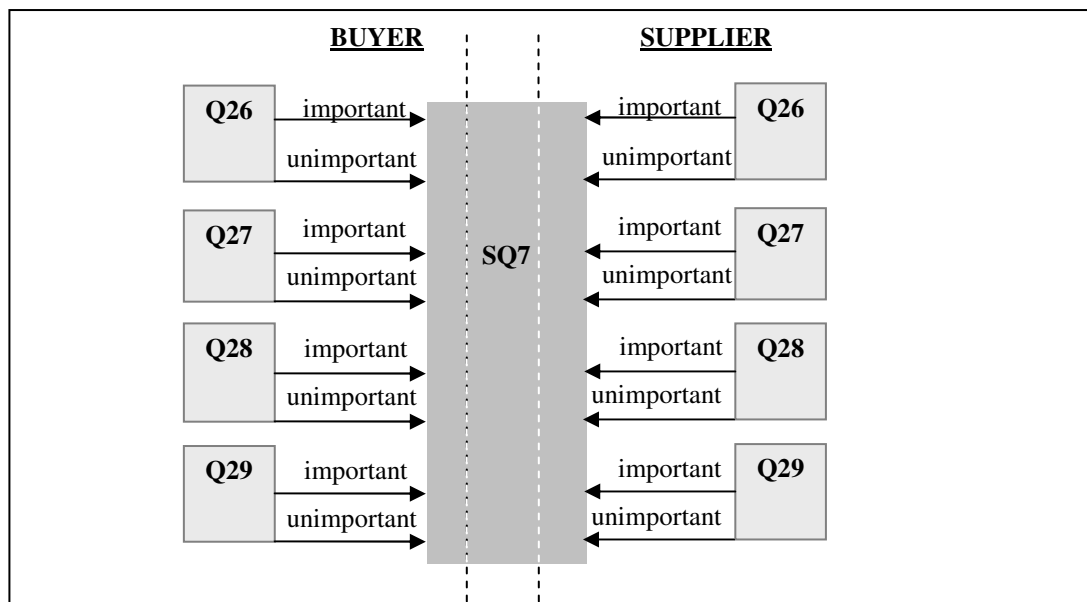 BUYER SUPPLIER
Q26 important important Q26
unimportant unimportant
Q27 important important Q27
SQ7
unimportant unimportant
Q28 important important Q28
unimportant unimportant
Q29 important important Q29
unimportant unimportant